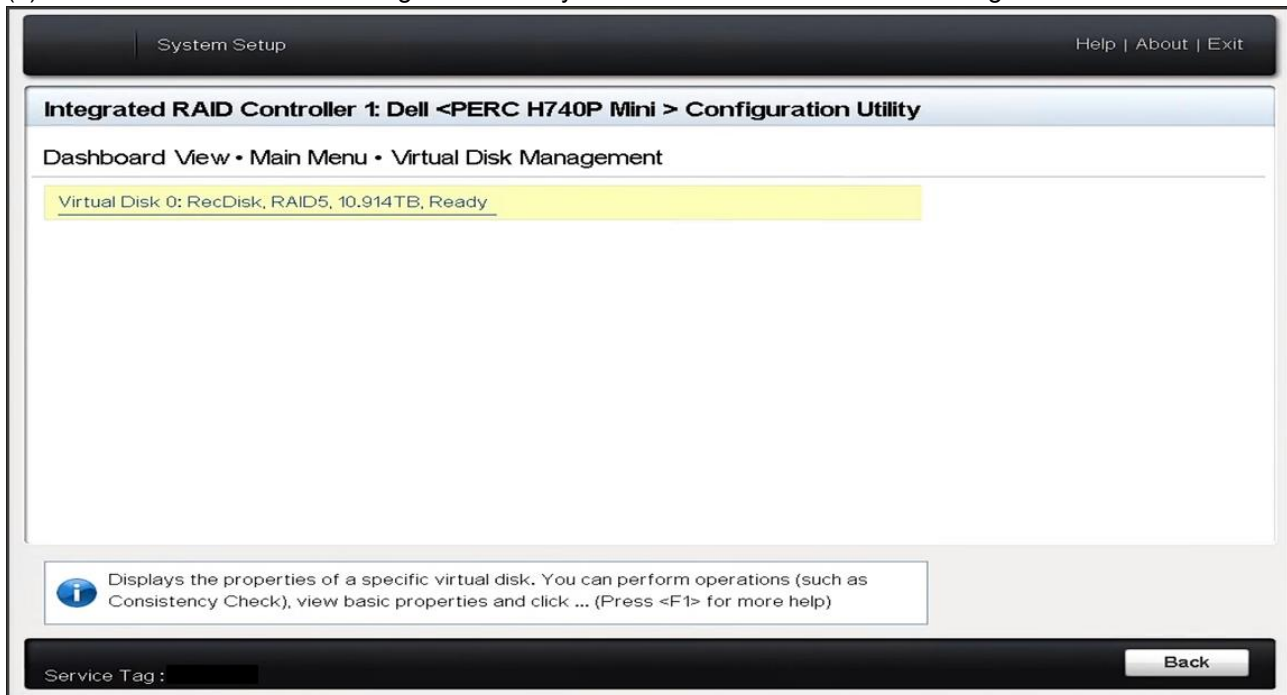 System Setup
Help | About | Exit
Integrated RAID Controller 1: Dell <PERC H740P Mini > Configuration Utility
Dashboard View • Main Menu • Virtual Disk Management
Virtual Disk 0: RecDisk, RAID5, 10.914TB, Ready
Displays the properties of a specific virtual disk. You can perform operations (such as
Consistency Check), view basic properties and click ... (Press <F1> for more help)
Back
Service Tag :